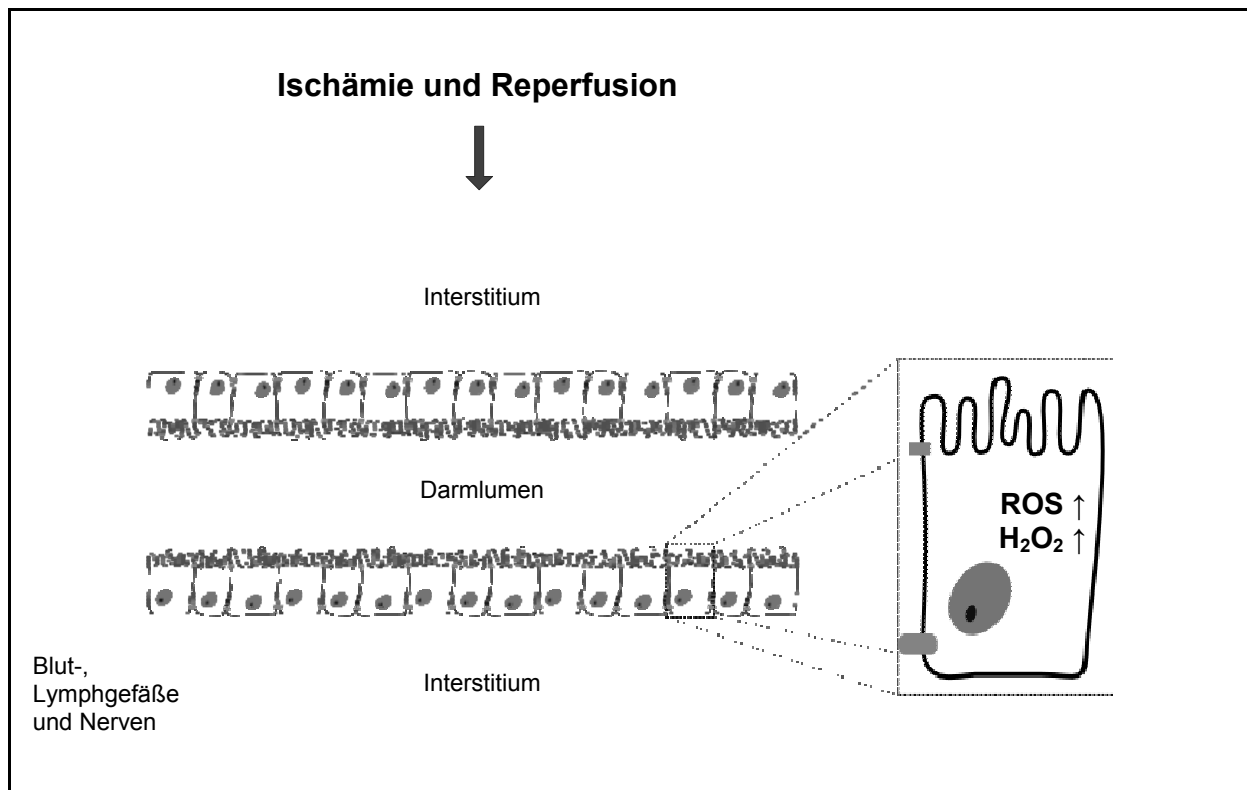 Ischämie und Reperfusion
Interstitium
Darmlumen
ROS ↑
H₂O₂ ↑
Blut-,
Lymphgefäße
und Nerven
Interstitium